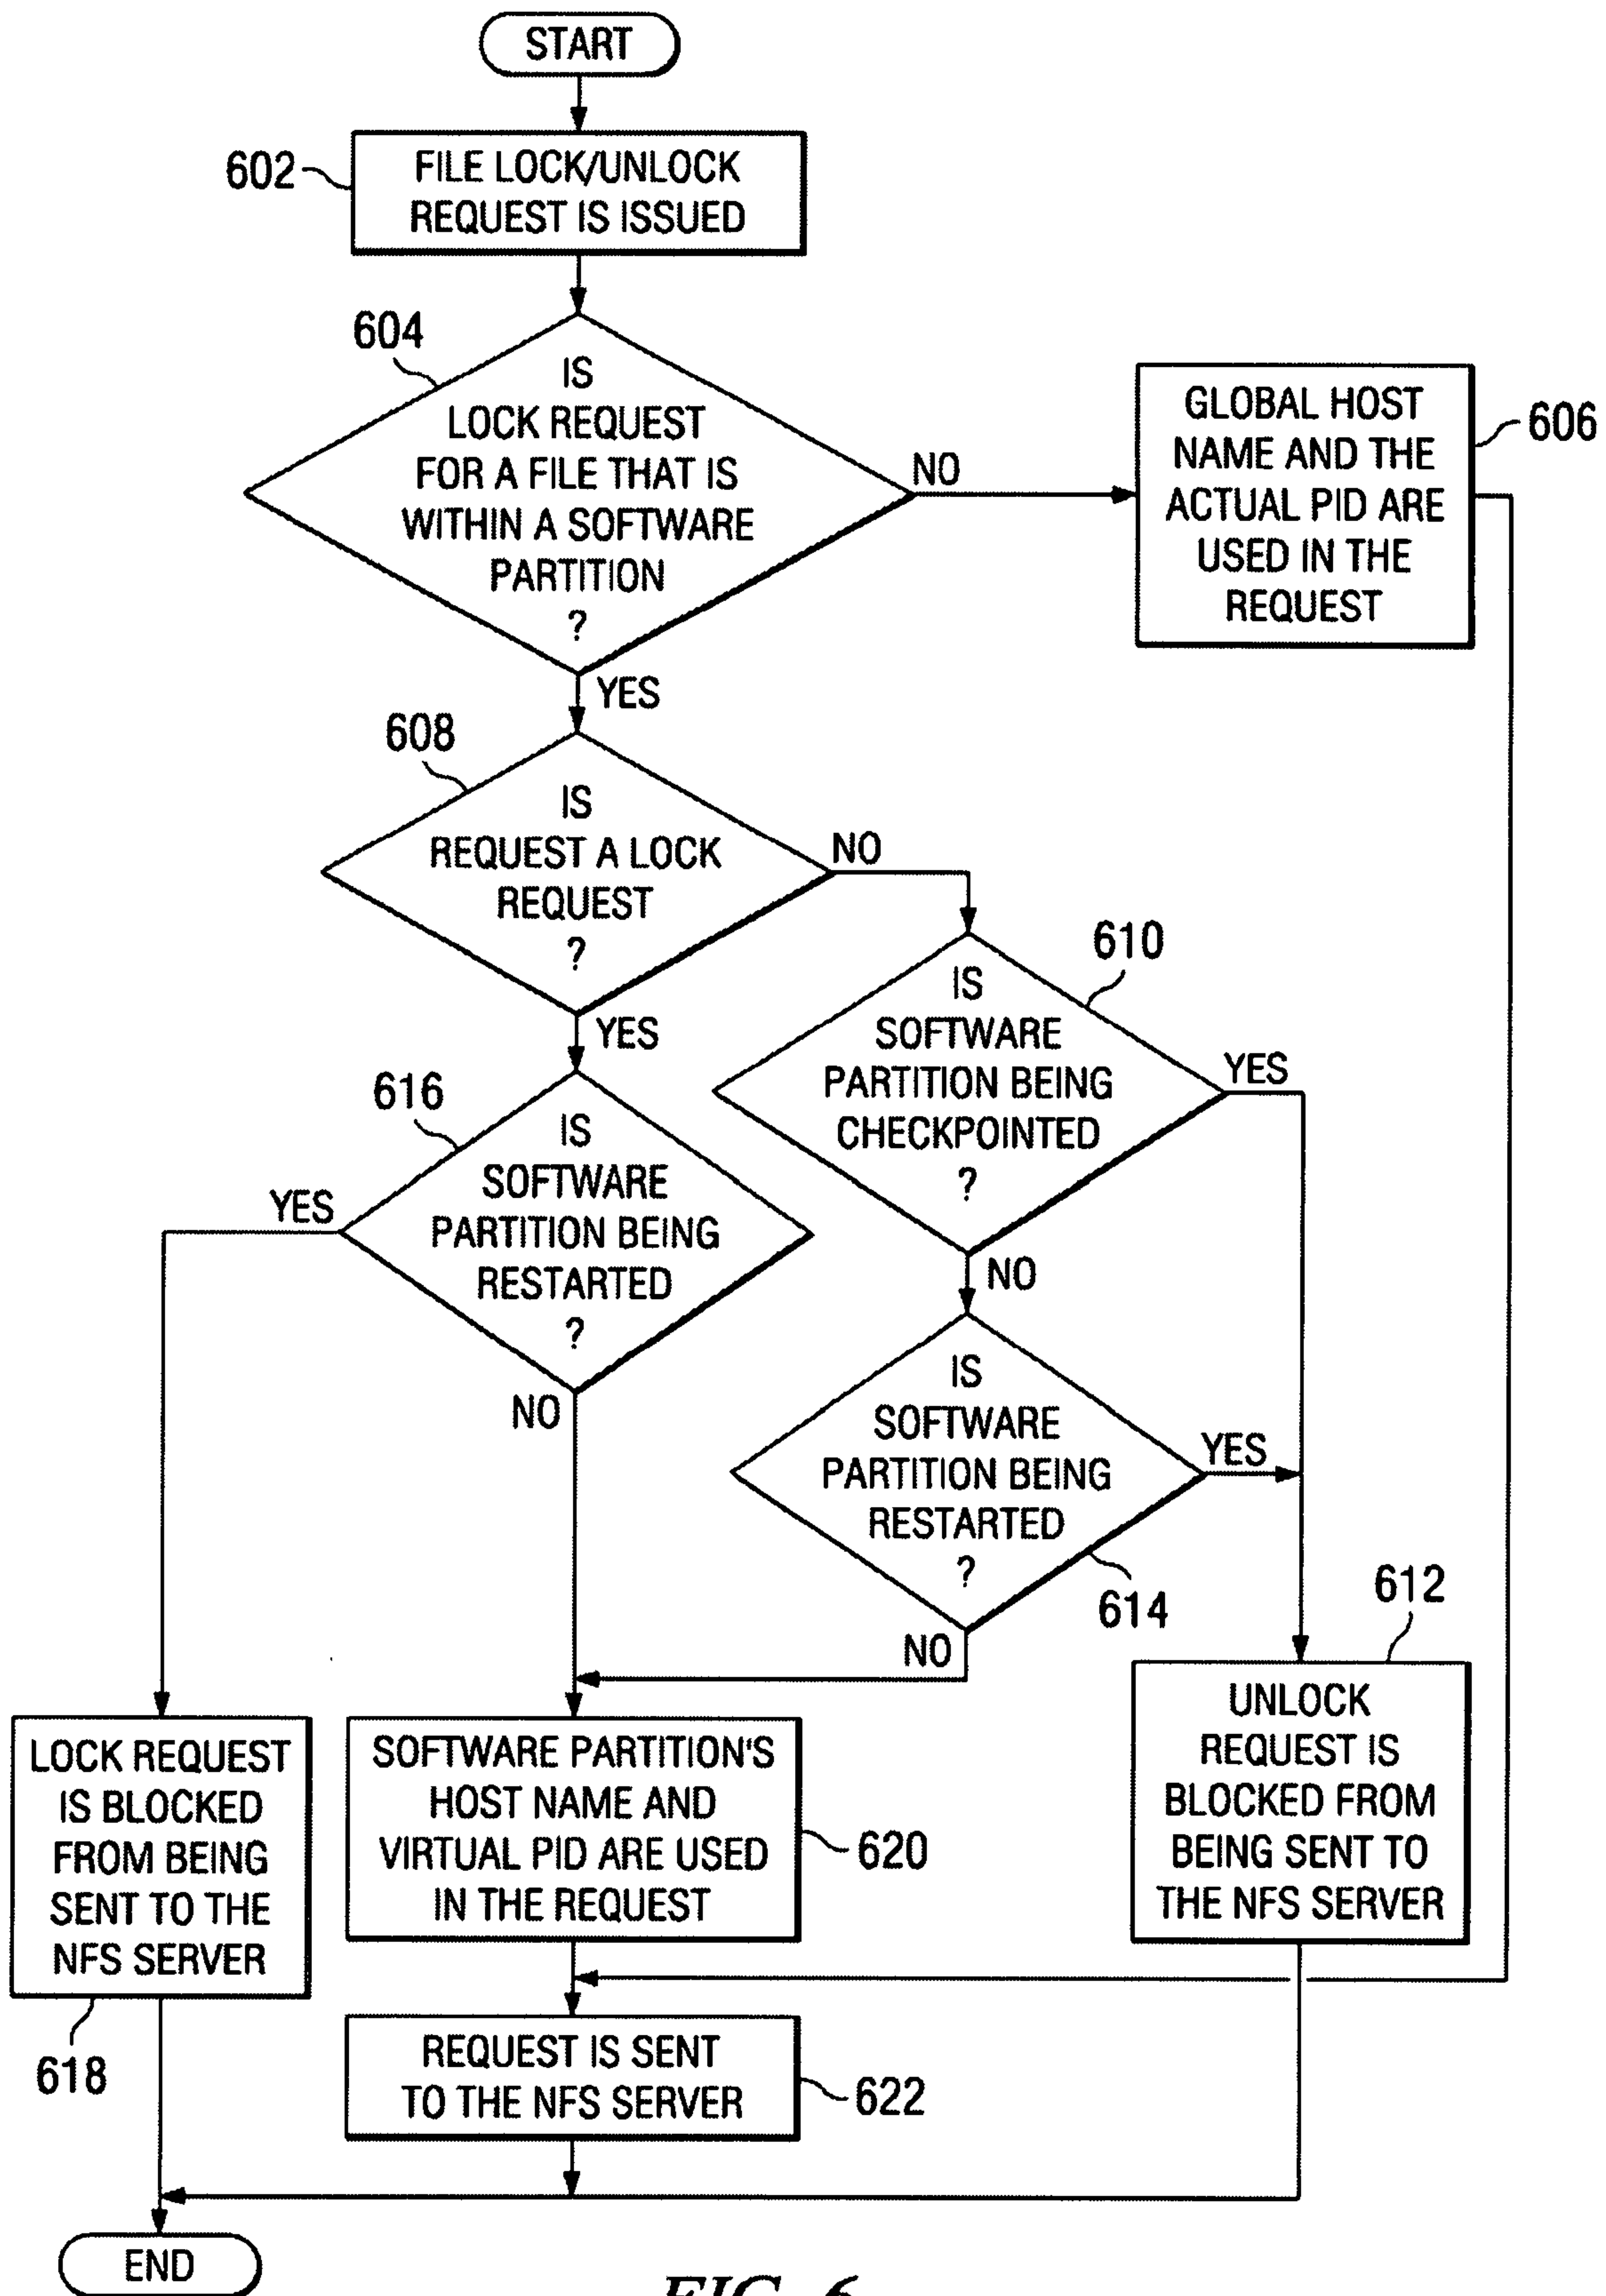 START
602
FILE LOCK/UNLOCK
REQUEST IS ISSUED
604
IS
LOCK REQUEST
FOR A FILE THAT IS
WITHIN A SOFTWARE
PARTITION
?
NO
YES
GLOBAL HOST
NAME AND THE
ACTUAL PID ARE
USED IN THE
REQUEST
606
608
IS
REQUEST A LOCK
REQUEST
?
NO
YES
610
IS
SOFTWARE
PARTITION BEING
CHECKPOINTED
?
YES
NO
616
IS
SOFTWARE
PARTITION BEING
RESTARTED
?
YES
NO
IS
SOFTWARE
PARTITION BEING
RESTARTED
?
YES
614
NO
612
UNLOCK
REQUEST IS
BLOCKED FROM
BEING SENT TO
THE NFS SERVER
LOCK REQUEST
IS BLOCKED
FROM BEING
SENT TO THE
NFS SERVER
618
SOFTWARE PARTITION'S
HOST NAME AND
VIRTUAL PID ARE USED
IN THE REQUEST
620
REQUEST IS SENT
TO THE NFS SERVER
622
END
FIG. 6